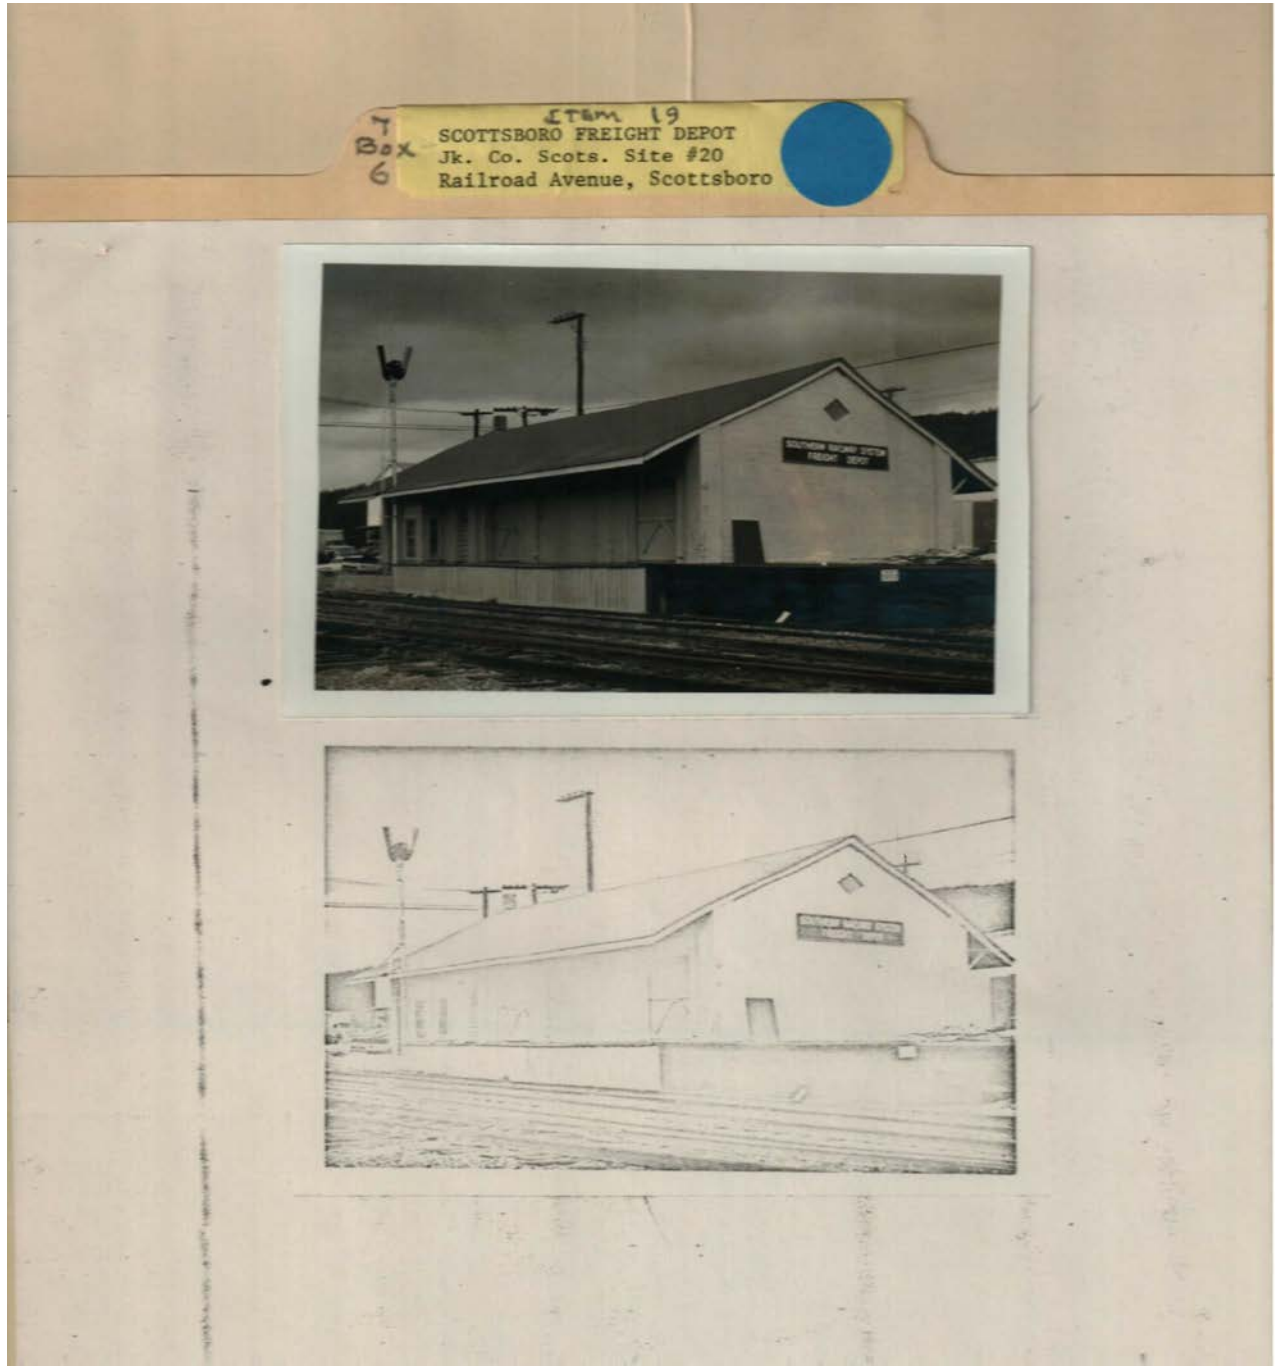 ITEM 19
7
Box
6
SCOTTSBORO FREIGHT DEPOT
Jk. Co. Scots. Site #20
Railroad Avenue, Scottsboro
SOUTHERN RAILWAY SYSTEM
FREIGHT DEPOT